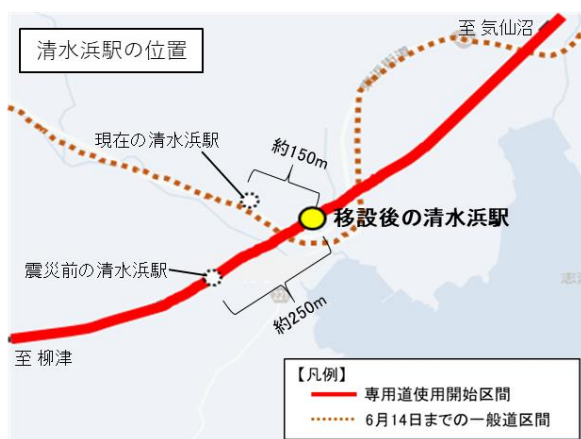 清水浜駅の位置
至 気仙沼
現在の清水浜駅
約150m
移設後の清水浜駅
震災前の清水浜駅
約250m
至 柳津
【凡例】
専用道使用開始区間
6月14日までの一般道区間